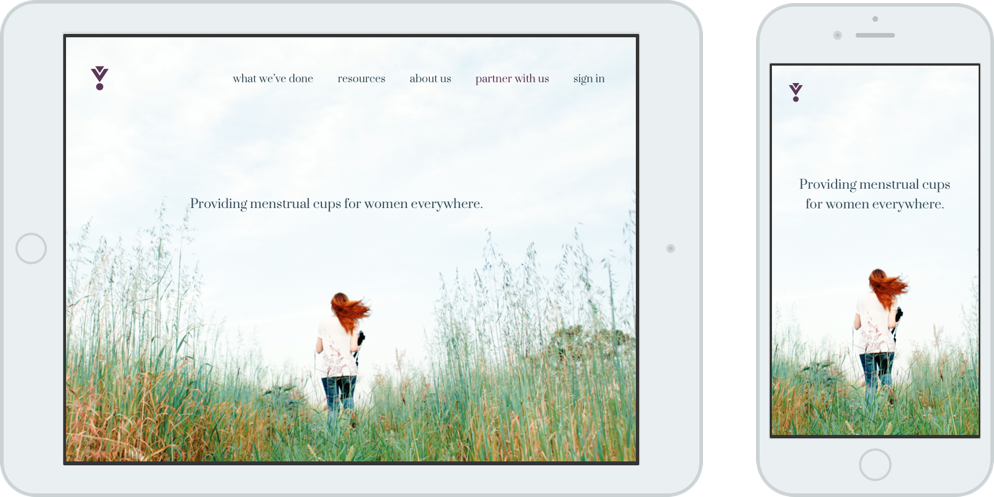 what we've done resources about us partner with us sign in
Providing menstrual cups for women everywhere.
Providing menstrual cups
for women everywhere.